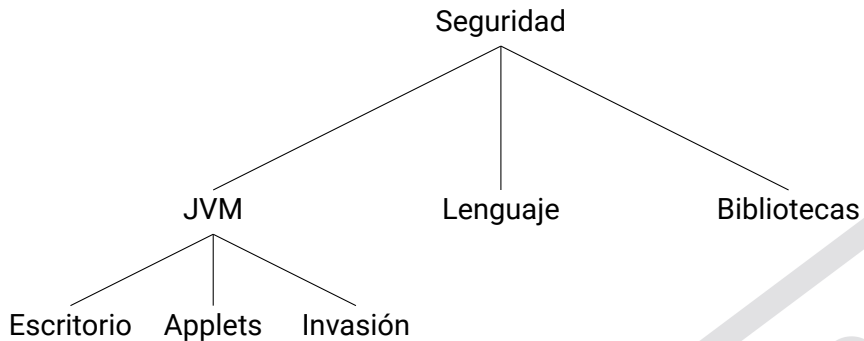 Seguridad
JVM Lenguaje Bibliotecas
Escritorio Applets Invasión